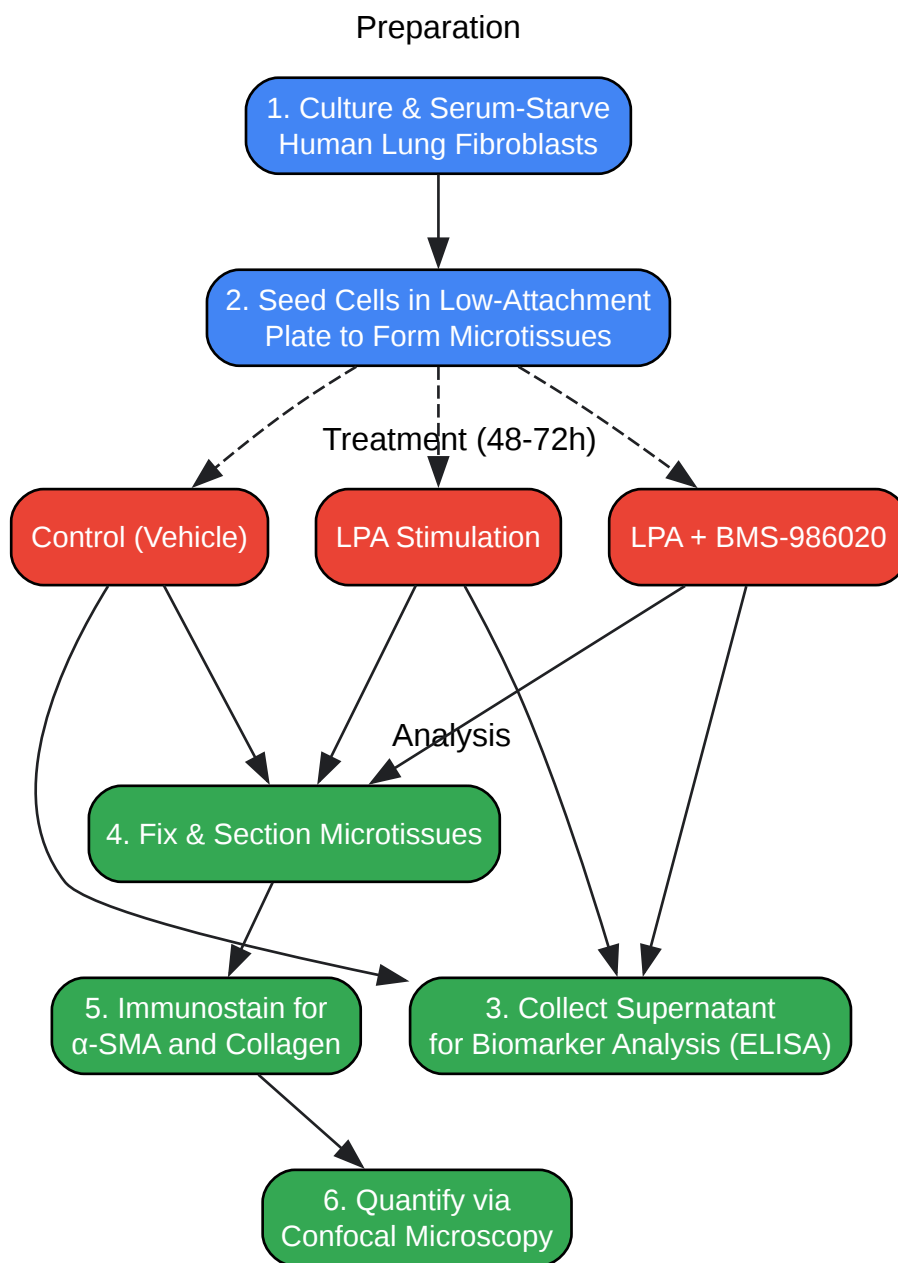 Preparation
1. Culture & Serum-Starve
Human Lung Fibroblasts
2. Seed Cells in Low-Attachment
Plate to Form Microtissues
Treatment (48-72h)
Control (Vehicle)
LPA Stimulation
LPA + BMS-986020
Analysis
4. Fix & Section Microtissues
5. Immunostain for
α-SMA and Collagen
3. Collect Supernatant
for Biomarker Analysis (ELISA)
6. Quantify via
Confocal Microscopy